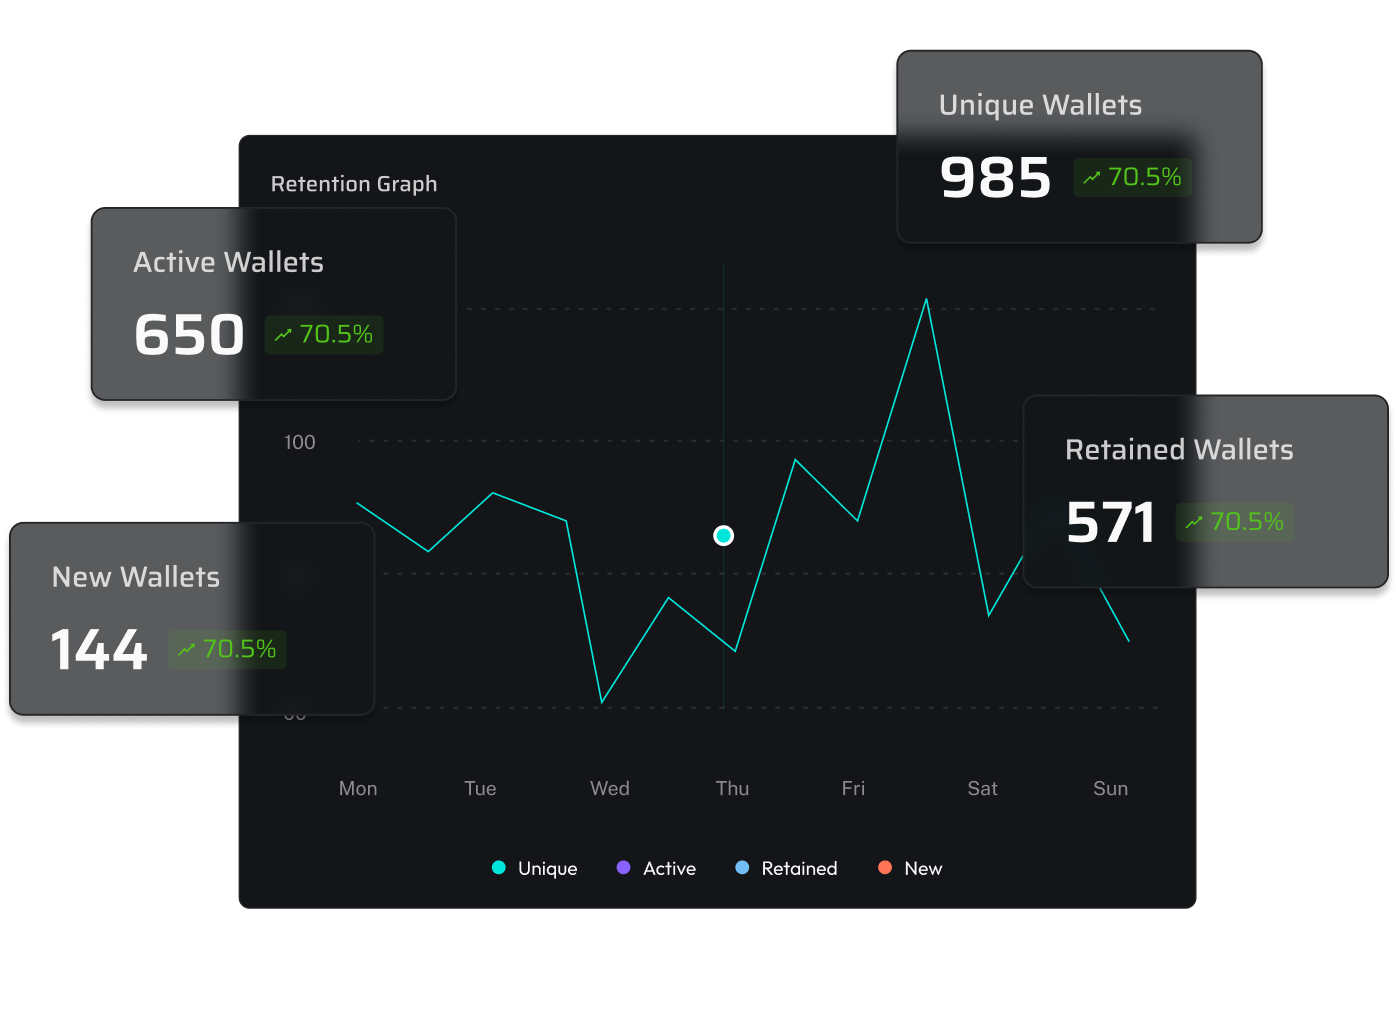 Unique Wallets
985 70.5%
Retention Graph
Active Wallets
650 70.5%
100
Retained Wallets
571 70.5%
New Wallets
144 70.5%
Mon Tue Wed Thu Fri Sat Sun
Unique Active Retained New